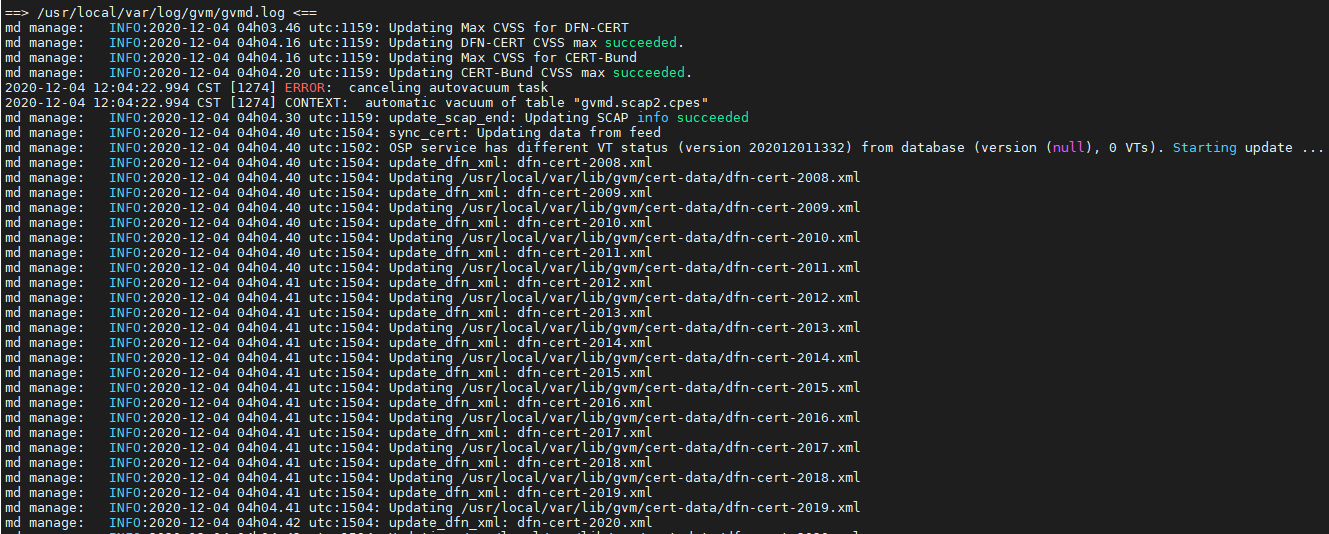 ==> /usr/local/var/log/gvm/gvmd.log <==
md manage:   INFO:2020-12-04 04h03.46 utc:1159: Updating Max CVSS for DFN-CERT
md manage:   INFO:2020-12-04 04h04.16 utc:1159: Updating DFN-CERT CVSS max succeeded.
md manage:   INFO:2020-12-04 04h04.16 utc:1159: Updating Max CVSS for CERT-Bund
md manage:   INFO:2020-12-04 04h04.20 utc:1159: Updating CERT-Bund CVSS max succeeded.
2020-12-04 12:04:22.994 CST [1274] ERROR:  canceling autovacuum task
2020-12-04 12:04:22.994 CST [1274] CONTEXT:  automatic vacuum of table "gvmd.scap2.cpes"
md manage:   INFO:2020-12-04 04h04.30 utc:1159: update_scap_end: Updating SCAP info succeeded
md manage:   INFO:2020-12-04 04h04.40 utc:1504: sync_cert: Updating data from feed
md manage:   INFO:2020-12-04 04h04.40 utc:1502: OSP service has different VT status (version 202012011332) from database (version (null), 0 VTs). Starting update ...
md manage:   INFO:2020-12-04 04h04.40 utc:1504: update_dfn_xml: dfn-cert-2008.xml
md manage:   INFO:2020-12-04 04h04.40 utc:1504: Updating /usr/local/var/lib/gvm/cert-data/dfn-cert-2008.xml
md manage:   INFO:2020-12-04 04h04.40 utc:1504: update_dfn_xml: dfn-cert-2009.xml
md manage:   INFO:2020-12-04 04h04.40 utc:1504: Updating /usr/local/var/lib/gvm/cert-data/dfn-cert-2009.xml
md manage:   INFO:2020-12-04 04h04.40 utc:1504: update_dfn_xml: dfn-cert-2010.xml
md manage:   INFO:2020-12-04 04h04.40 utc:1504: Updating /usr/local/var/lib/gvm/cert-data/dfn-cert-2010.xml
md manage:   INFO:2020-12-04 04h04.40 utc:1504: update_dfn_xml: dfn-cert-2011.xml
md manage:   INFO:2020-12-04 04h04.40 utc:1504: Updating /usr/local/var/lib/gvm/cert-data/dfn-cert-2011.xml
md manage:   INFO:2020-12-04 04h04.41 utc:1504: update_dfn_xml: dfn-cert-2012.xml
md manage:   INFO:2020-12-04 04h04.41 utc:1504: Updating /usr/local/var/lib/gvm/cert-data/dfn-cert-2012.xml
md manage:   INFO:2020-12-04 04h04.41 utc:1504: update_dfn_xml: dfn-cert-2013.xml
md manage:   INFO:2020-12-04 04h04.41 utc:1504: Updating /usr/local/var/lib/gvm/cert-data/dfn-cert-2013.xml
md manage:   INFO:2020-12-04 04h04.41 utc:1504: update_dfn_xml: dfn-cert-2014.xml
md manage:   INFO:2020-12-04 04h04.41 utc:1504: Updating /usr/local/var/lib/gvm/cert-data/dfn-cert-2014.xml
md manage:   INFO:2020-12-04 04h04.41 utc:1504: update_dfn_xml: dfn-cert-2015.xml
md manage:   INFO:2020-12-04 04h04.41 utc:1504: Updating /usr/local/var/lib/gvm/cert-data/dfn-cert-2015.xml
md manage:   INFO:2020-12-04 04h04.41 utc:1504: update_dfn_xml: dfn-cert-2016.xml
md manage:   INFO:2020-12-04 04h04.41 utc:1504: Updating /usr/local/var/lib/gvm/cert-data/dfn-cert-2016.xml
md manage:   INFO:2020-12-04 04h04.41 utc:1504: update_dfn_xml: dfn-cert-2017.xml
md manage:   INFO:2020-12-04 04h04.41 utc:1504: Updating /usr/local/var/lib/gvm/cert-data/dfn-cert-2017.xml
md manage:   INFO:2020-12-04 04h04.41 utc:1504: update_dfn_xml: dfn-cert-2018.xml
md manage:   INFO:2020-12-04 04h04.41 utc:1504: Updating /usr/local/var/lib/gvm/cert-data/dfn-cert-2018.xml
md manage:   INFO:2020-12-04 04h04.41 utc:1504: update_dfn_xml: dfn-cert-2019.xml
md manage:   INFO:2020-12-04 04h04.41 utc:1504: Updating /usr/local/var/lib/gvm/cert-data/dfn-cert-2019.xml
md manage:   INFO:2020-12-04 04h04.42 utc:1504: update_dfn_xml: dfn-cert-2020.xml